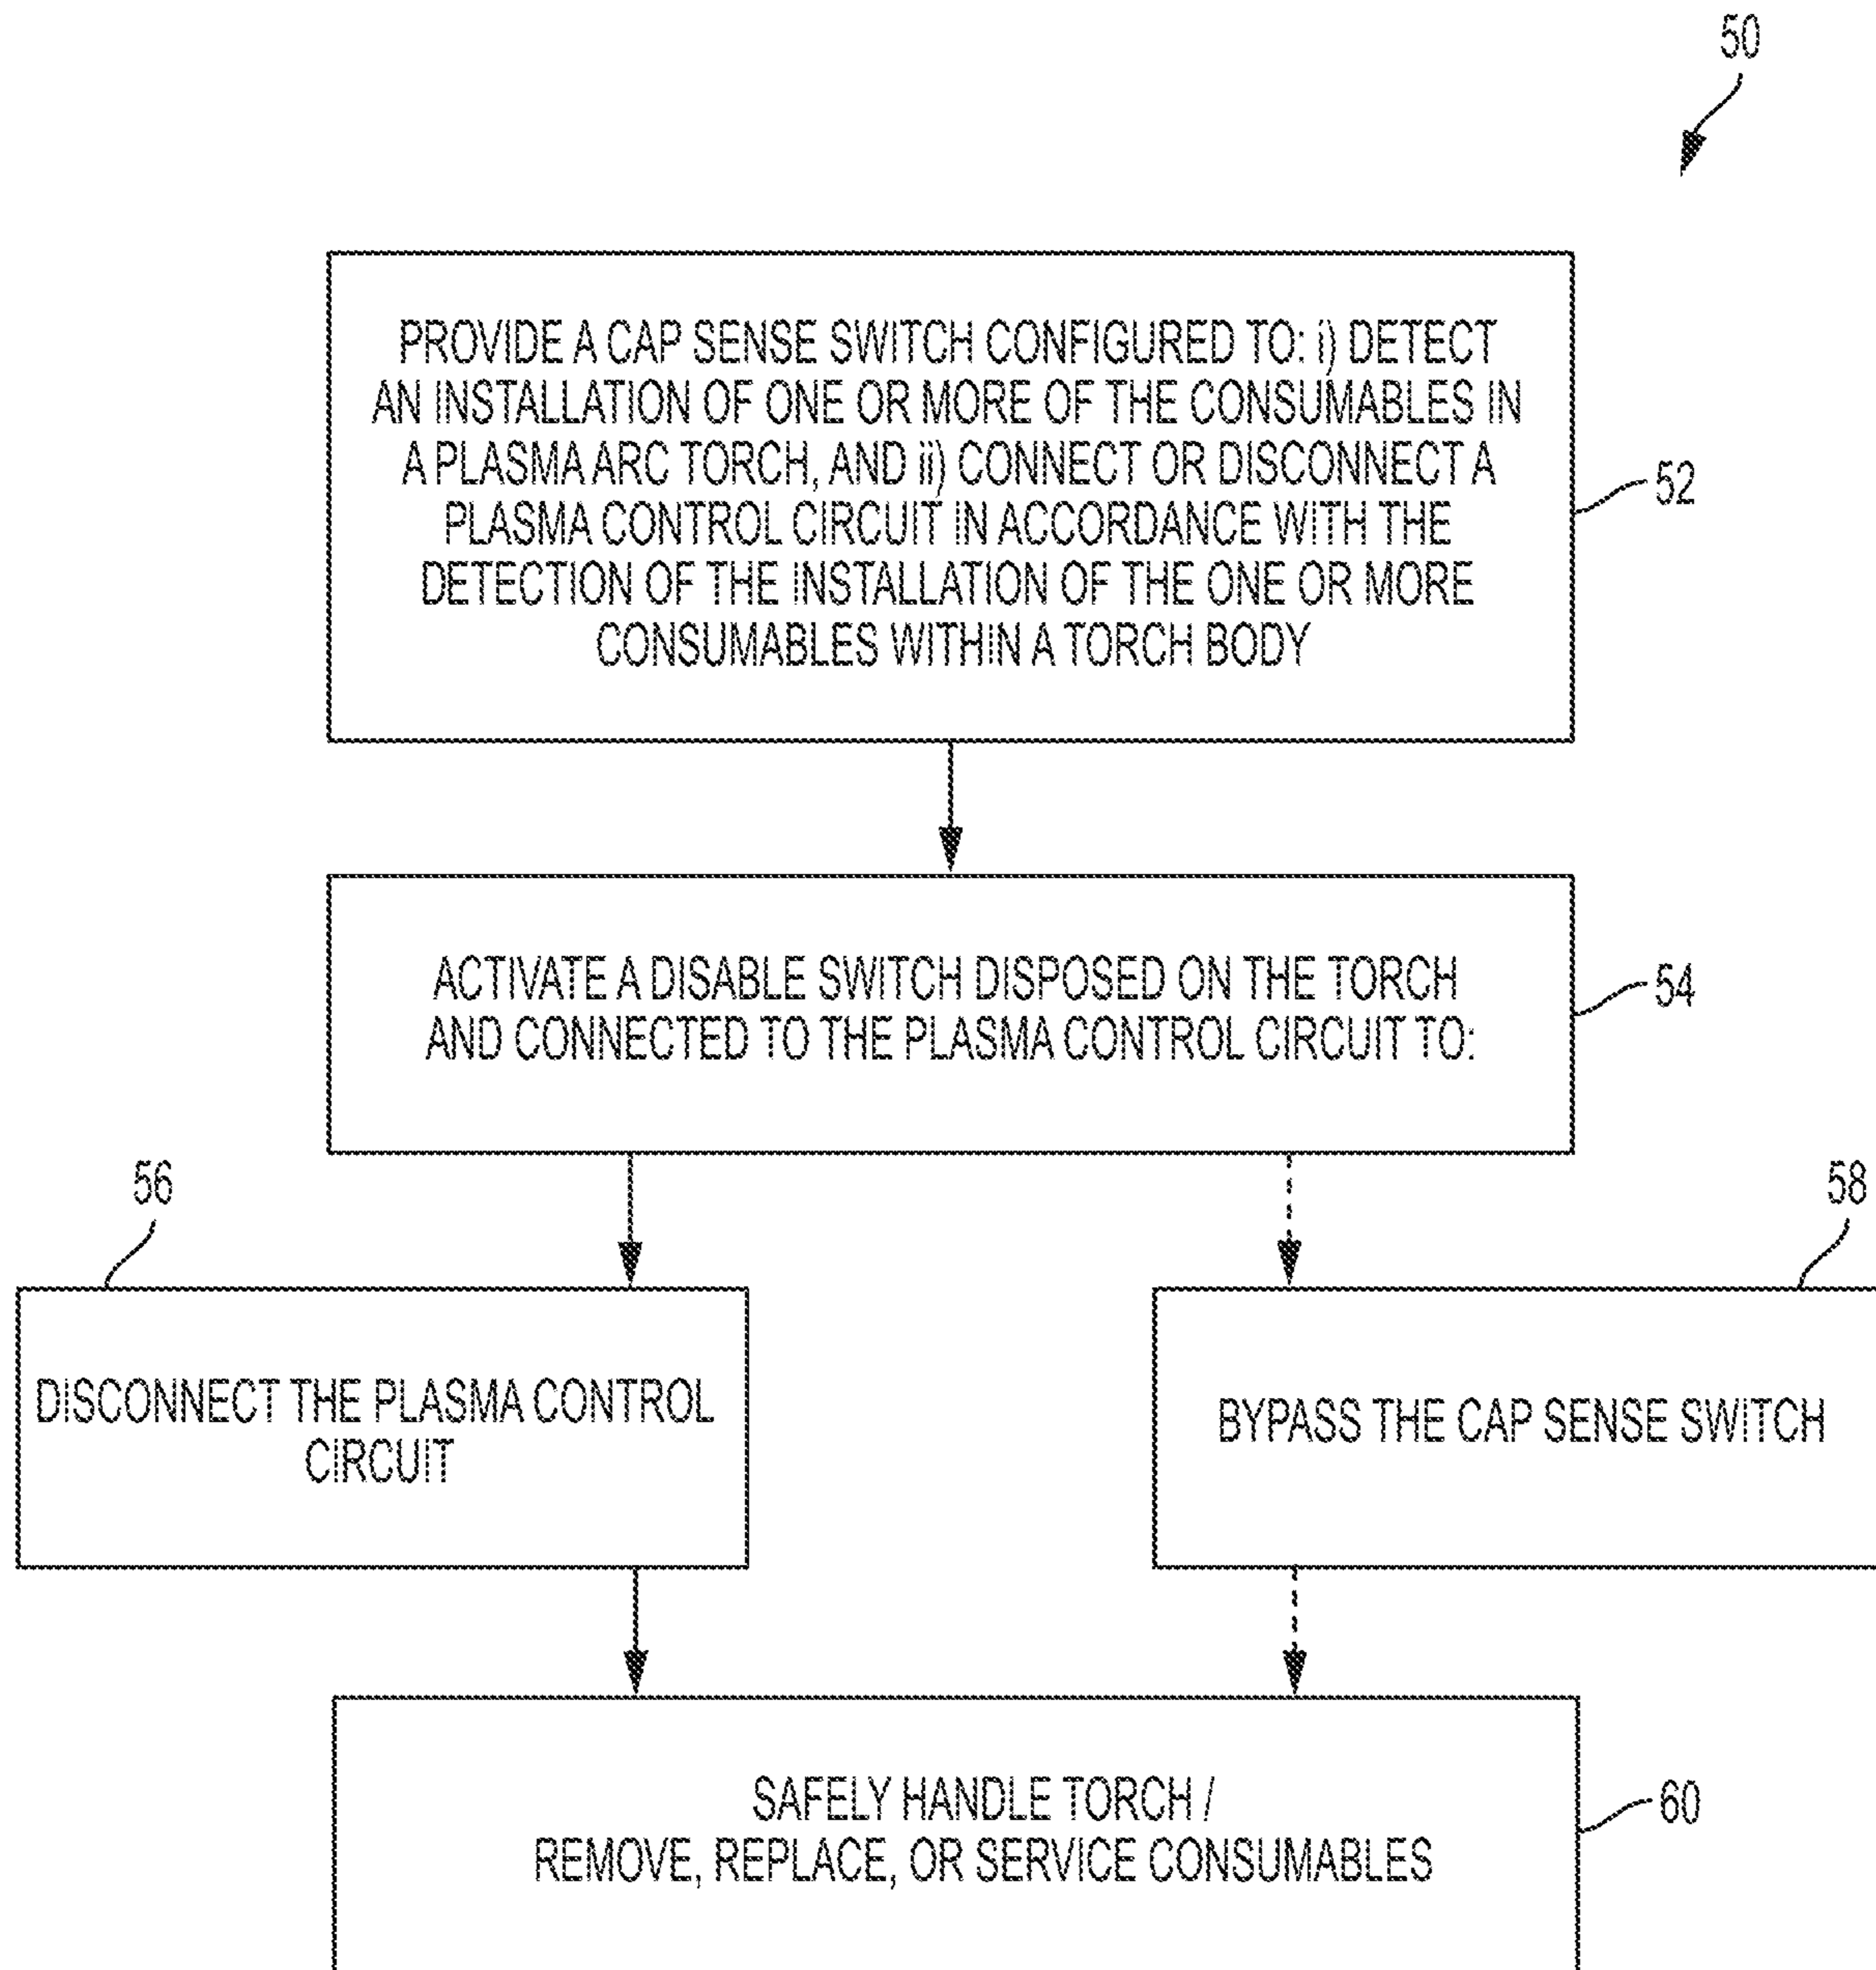 50
PROVIDE A CAP SENSE SWITCH CONFIGURED TO: i) DETECT
AN INSTALLATION OF ONE OR MORE OF THE CONSUMABLES IN
A PLASMA ARC TORCH, AND ii) CONNECT OR DISCONNECT A
PLASMA CONTROL CIRCUIT IN ACCORDANCE WITH THE
DETECTION OF THE INSTALLATION OF THE ONE OR MORE
CONSUMABLES WITHIN A TORCH BODY
52
ACTIVATE A DISABLE SWITCH DISPOSED ON THE TORCH
AND CONNECTED TO THE PLASMA CONTROL CIRCUIT TO:
54
56
58
DISCONNECT THE PLASMA CONTROL
CIRCUIT
BYPASS THE CAP SENSE SWITCH
SAFELY HANDLE TORCH /
REMOVE, REPLACE, OR SERVICE CONSUMABLES
60